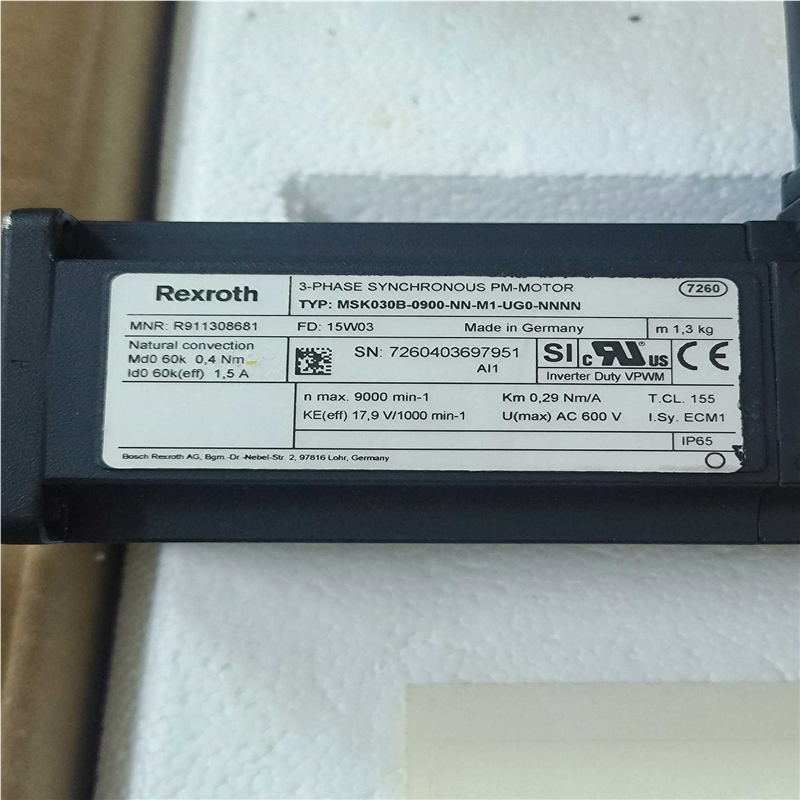 Rexroth
3-PHASE SYNCHRONOUS PM-MOTOR
7260
TYP: MSK030B-0900-NN-M1-UG0-NNNN
MNR: R911308681
FD: 15W03
Made in Germany
m 1,3 kg
Natural convection
Md0 60k 0,4 Nm
Id0 60k(eff) 1,5 A
SN: 7260403697951
AI1
SI
c RU us
CE
Inverter Duty VPWM
n max. 9000 min-1
Km 0,29 Nm/A
T.CL. 155
KE(eff) 17,9 V/1000 min-1
U(max) AC 600 V
I.Sy. ECM1
IP65
Bosch Rexroth AG, Bgm.-Dr.-Nebel-Str. 2, 97816 Lohr, Germany